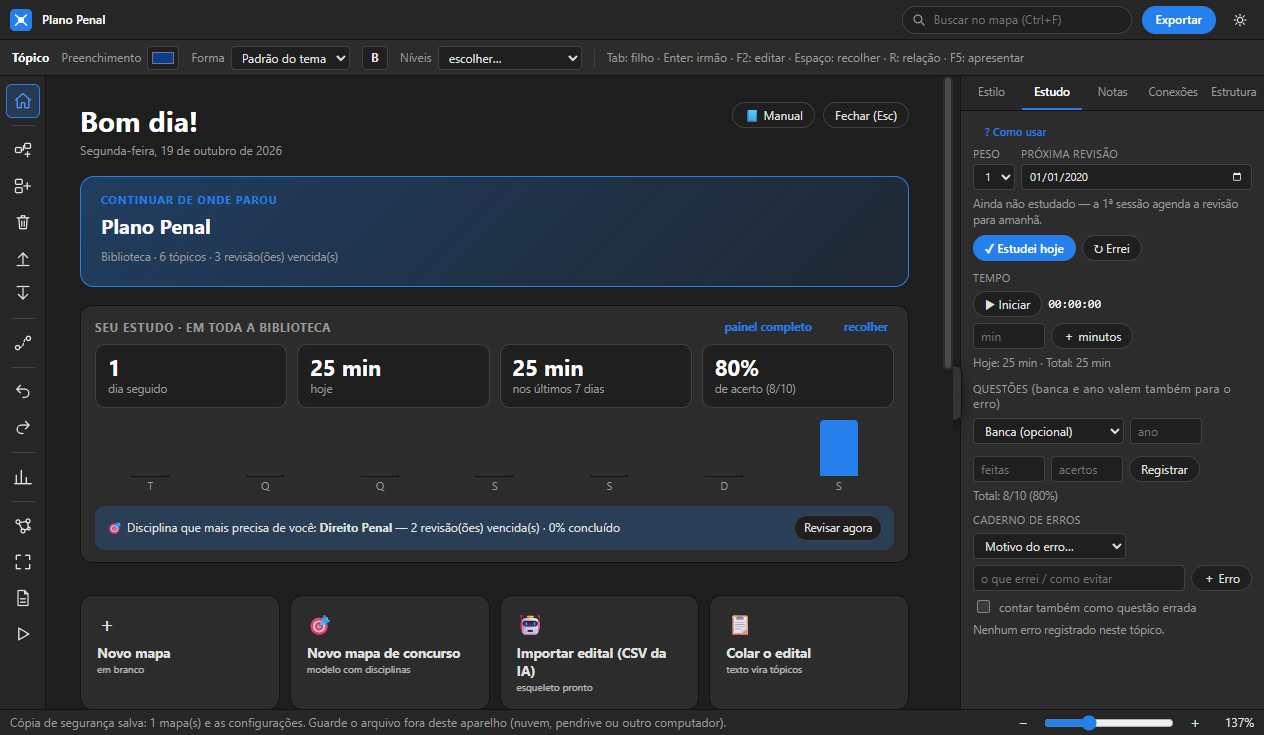 Plano Penal
Buscar no mapa (Ctrl+F)
Exportar
Tópico
Preenchimento
Forma
Padrão do tema
B
Níveis
escolher...
Tab: filho · Enter: irmão · F2: editar · Espaço: recolher · R: relação · F5: apresentar
Bom dia!
Segunda-feira, 19 de outubro de 2026
Manual
Fechar (Esc)
CONTINUAR DE ONDE PAROU
Plano Penal
Biblioteca · 6 tópicos · 3 revisão(ões) vencida(s)
SEU ESTUDO · EM TODA A BIBLIOTECA
painel completo
recolher
1
dia seguido
25 min
hoje
25 min
nos últimos 7 dias
80%
de acerto (8/10)
T
Q
Q
S
S
D
S
Disciplina que mais precisa de você: Direito Penal — 2 revisão(ões) vencida(s) · 0% concluído
Revisar agora
+
Novo mapa
em branco
Novo mapa de concurso
modelo com disciplinas
Importar edital (CSV da
IA)
esqueleto pronto
Colar o edital
texto vira tópicos
Estilo
Estudo
Notas
Conexões
Estrutura
? Como usar
PESO
PRÓXIMA REVISÃO
1
01/01/2020
Ainda não estudado — a 1ª sessão agenda a revisão
para amanhã.
✓ Estudei hoje
↻ Errei
TEMPO
▶ Iniciar
00:00:00
min
+ minutos
Hoje: 25 min · Total: 25 min
QUESTÕES (banca e ano valem também para o
erro)
Banca (opcional)
ano
feitas
acertos
Registrar
Total: 8/10 (80%)
CADERNO DE ERROS
Motivo do erro...
o que errei / como evitar
+ Erro
contar também como questão errada
Nenhum erro registrado neste tópico.
Cópia de segurança salva: 1 mapa(s) e as configurações. Guarde o arquivo fora deste aparelho (nuvem, pendrive ou outro computador).
−
+
137%